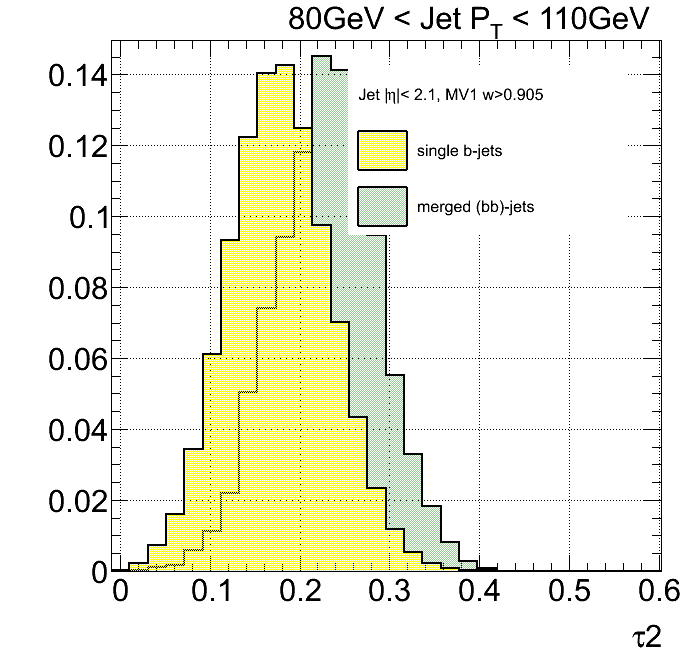 80GeV < Jet P_T < 110GeV
0.14
0.12
0.1
0.08
0.06
0.04
0.02
0
Jet |η|< 2.1, MV1 w>0.905
single b-jets
merged (bb)-jets
0 0.1 0.2 0.3 0.4 0.5 0.6
τ2